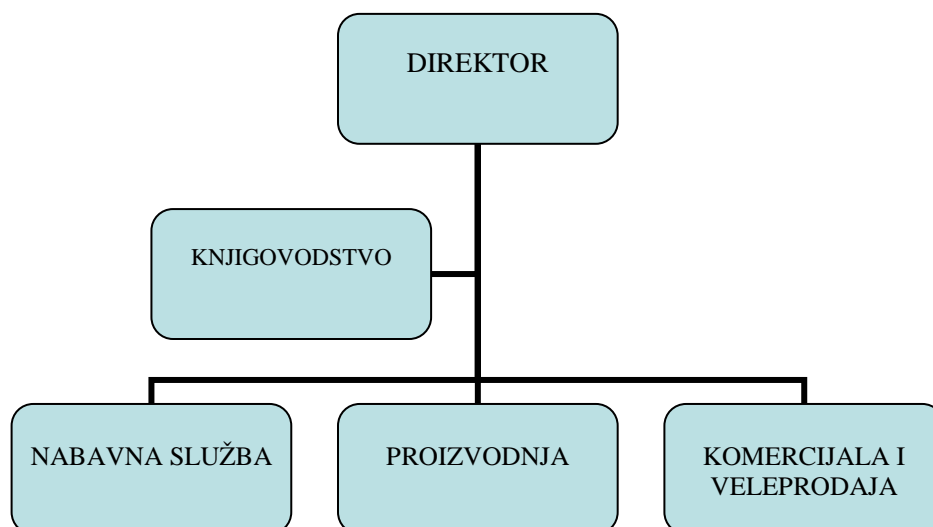 DIREKTOR
KNJIGOVODSTVO
NABAVNA SLUŽBA
PROIZVODNJA
KOMERCIJALA I
VELEPRODAJA